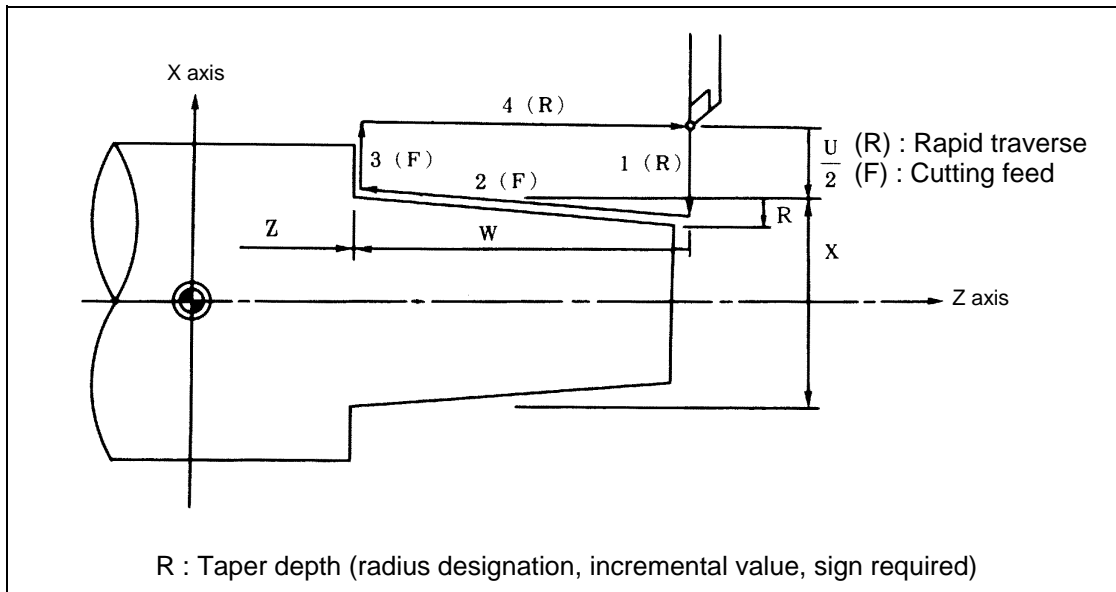 X axis
4 (R)
3 (F)
2 (F)
1 (R)
U
2
(R) : Rapid traverse
(F) : Cutting feed
R
Z
W
X
Z axis
R : Taper depth (radius designation, incremental value, sign required)